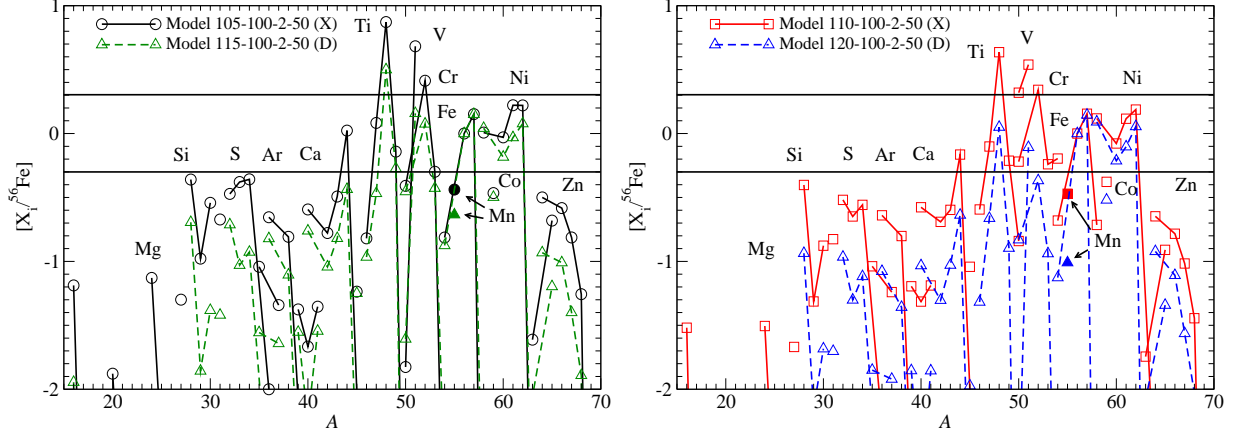 Model 105-100-2-50 (X)
Model 115-100-2-50 (D)
[X_i/^56Fe]
1
0
-1
-2
Mg
Si
S
Ar
Ca
Ti
V
Cr
Fe
Mn
Co
Ni
Zn
20 30 40 50 60 70
A
Model 110-100-2-50 (X)
Model 120-100-2-50 (D)
[X_i/^56Fe]
1
0
-1
-2
Mg
Si
S
Ar
Ca
Ti
V
Cr
Fe
Mn
Co
Ni
Zn
20 30 40 50 60 70
A